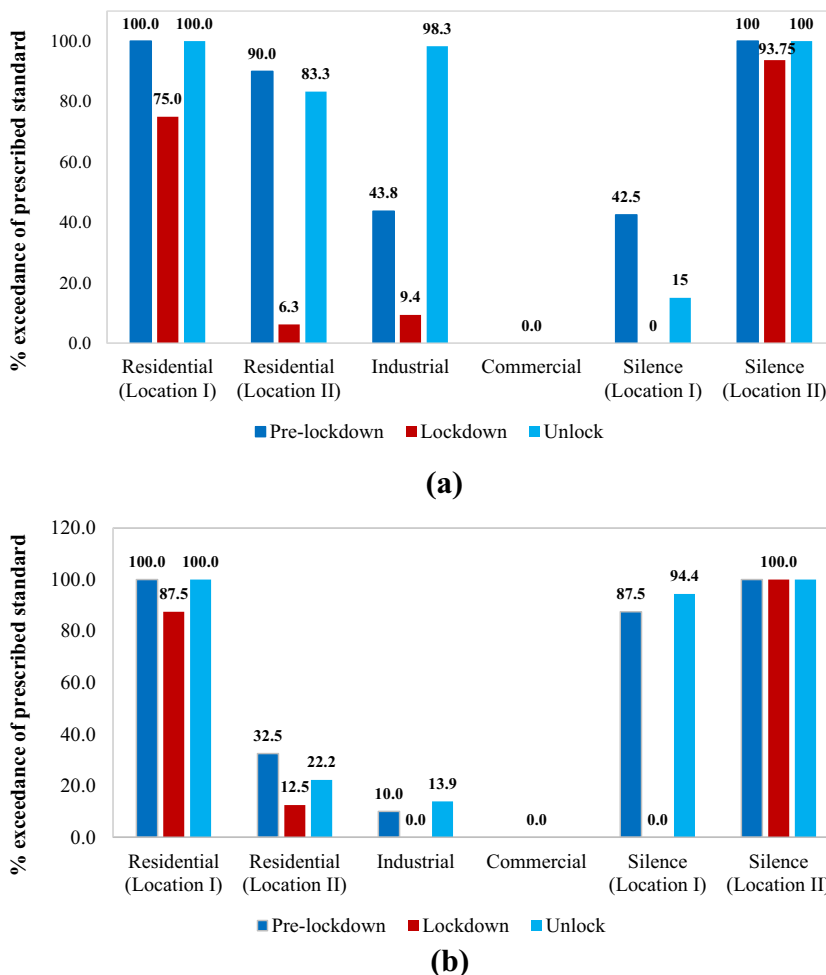 % exceedance of prescribed standard
100.0
80.0
60.0
40.0
20.0
0.0
100.0 75.0 100.0
90.0 6.3 83.3
43.8 9.4 98.3
0.0
42.5 0 15
100 93.75 100
Residential Residential Industrial Commercial Silence Silence
(Location I) (Location II) (Location I) (Location II)
Pre-lockdown Lockdown Unlock
(a)
% exceedance of prescribed standard
120.0
100.0
80.0
60.0
40.0
20.0
0.0
100.0 87.5 100.0
32.5 12.5 22.2
10.0 0.0 13.9
0.0
87.5 0.0 94.4
100.0
Residential Residential Industrial Commercial Silence Silence
(Location I) (Location II) (Location I) (Location II)
Pre-lockdown Lockdown Unlock
(b)